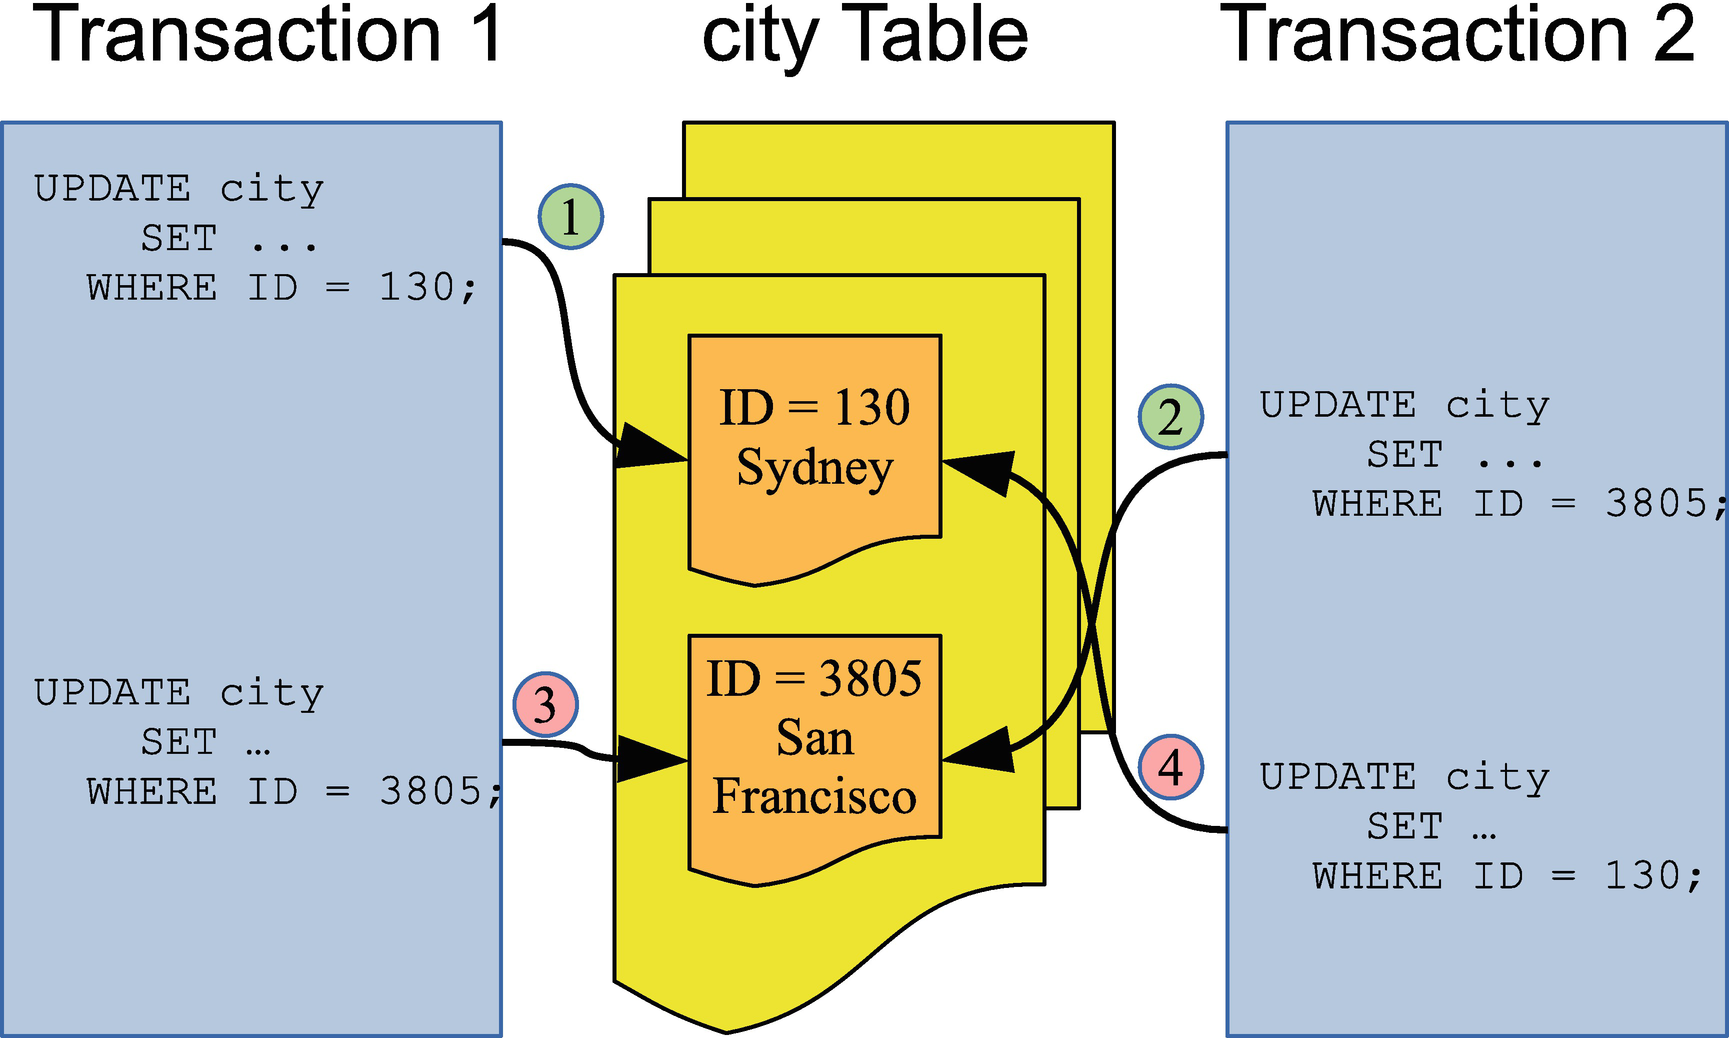 Transaction 1
city Table
Transaction 2
UPDATE city
SET ...
WHERE ID = 130;
1
ID = 130
Sydney
2
UPDATE city
SET ...
WHERE ID = 3805;
UPDATE city
SET …
WHERE ID = 3805;
3
ID = 3805
San
Francisco
4
UPDATE city
SET …
WHERE ID = 130;